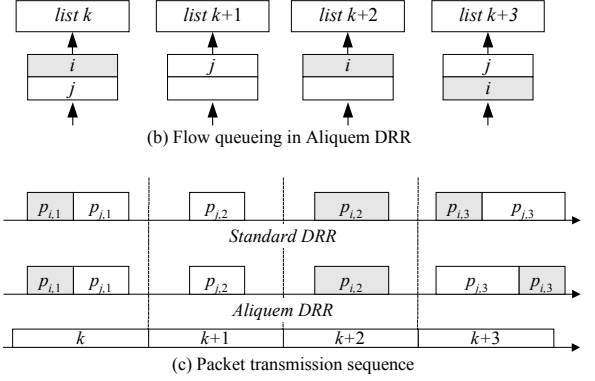 list k list k+1 list k+2 list k+3
i j i j
j i
(b) Flow queueing in Aliquem DRR
p_{i,1} p_{j,1} p_{j,2} p_{i,2} p_{i,3} p_{j,3}
Standard DRR
p_{i,1} p_{j,1} p_{j,2} p_{i,2} p_{j,3} p_{i,3}
Aliquem DRR
k k+1 k+2 k+3
(c) Packet transmission sequence